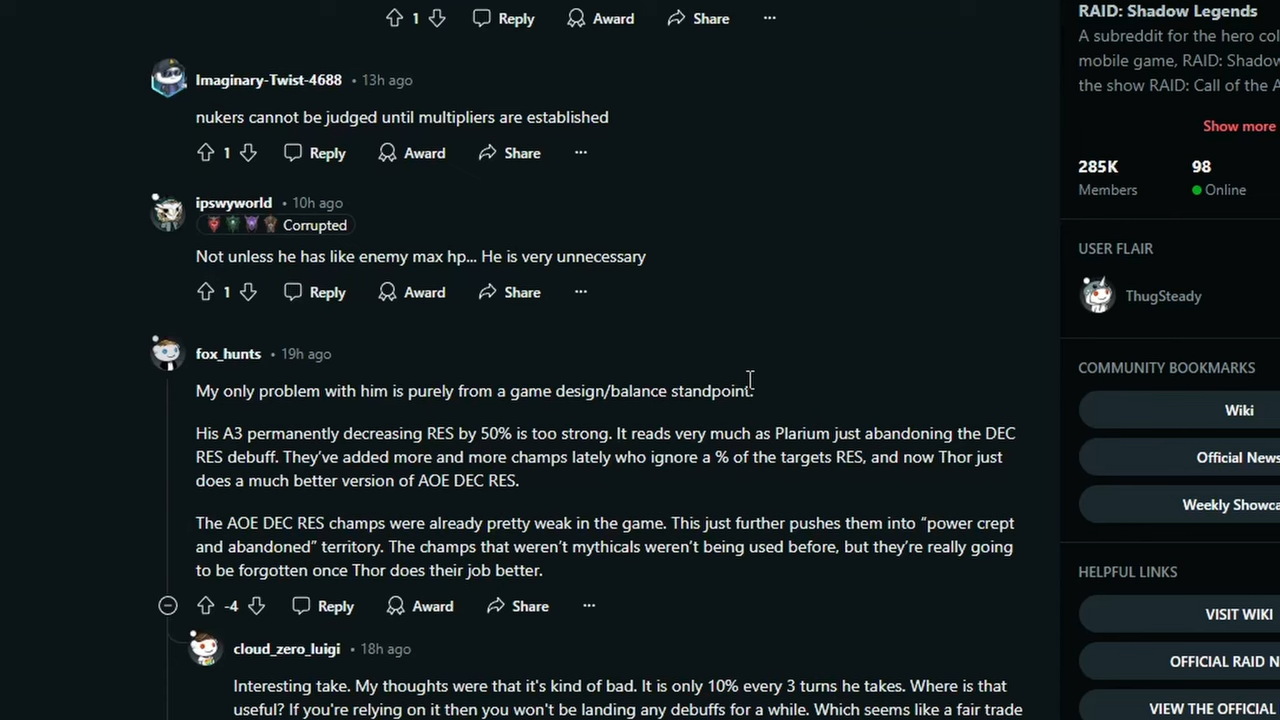 1 Reply Award Share ...
Imaginary-Twist-4688 • 13h ago
nukers cannot be judged until multipliers are established
1 Reply Award Share ...
ipswyworld • 10h ago
Corrupted
Not unless he has like enemy max hp... He is very unnecessary
1 Reply Award Share ...
fox_hunts • 19h ago
My only problem with him is purely from a game design/balance standpoint.
His A3 permanently decreasing RES by 50% is too strong. It reads very much as Plarium just abandoning the DEC
RES debuff. They've added more and more champs lately who ignore a % of the targets RES, and now Thor just
does a much better version of AOE DEC RES.
The AOE DEC RES champs were already pretty weak in the game. This just further pushes them into “power crept
and abandoned” territory. The champs that weren't mythicals weren't being used before, but they're really going
to be forgotten once Thor does their job better.
-4 Reply Award Share ...
cloud_zero_luigi • 18h ago
Interesting take. My thoughts were that it's kind of bad. It is only 10% every 3 turns he takes. Where is that
useful? If you're relying on it then you won't be landing any debuffs for a while. Which seems like a fair trade
RAID: Shadow Legends
A subreddit for the hero col
mobile game, RAID: Shadow
the show RAID: Call of the A
Show more
285K
Members
98
Online
USER FLAIR
ThugSteady
COMMUNITY BOOKMARKS
Wiki
Official News
Weekly Showca
HELPFUL LINKS
VISIT WIKI
OFFICIAL RAID N
VIEW THE OFFICIAL